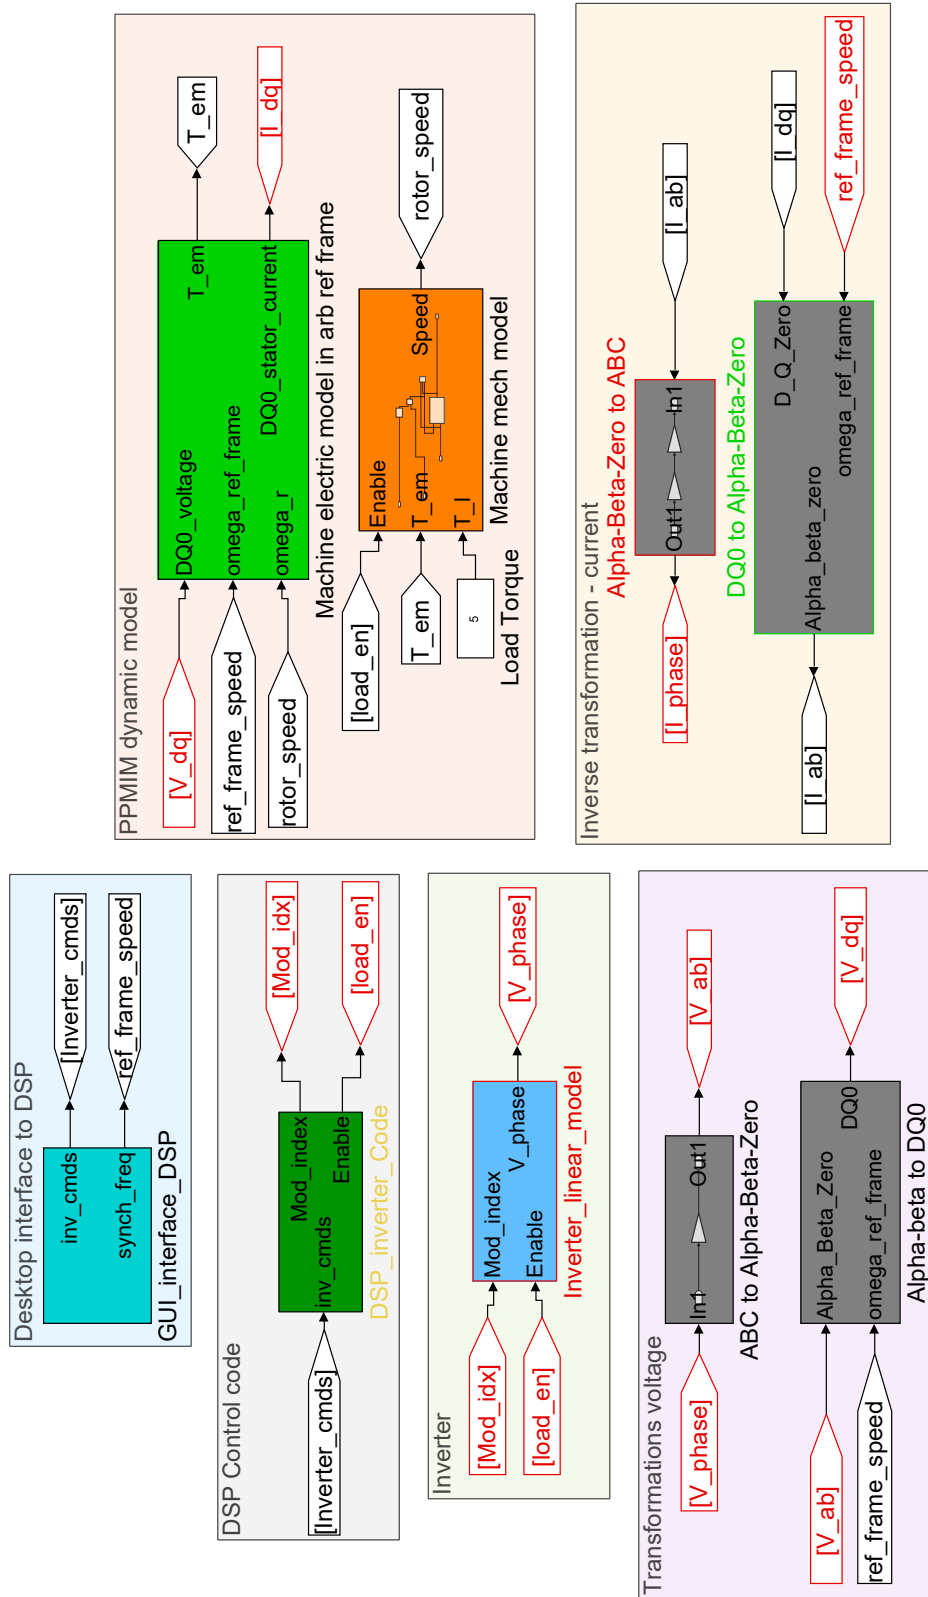 Desktop interface to DSP
inv_cmds
synch_freq
[Inverter_cmds]
ref_frame_speed
GUI_interface_DSP
DSP Control code
[Inverter_cmds]
inv_cmds
Mod_index
Enable
[Mod_idx]
[load_en]
DSP_inverter_Code
Inverter
[Mod_idx]
[load_en]
Mod_index
Enable
V_phase
[V_phase]
Inverter_linear_model
Transformations voltage
[V_phase]
In1
Out1
[V_ab]
ABC to Alpha-Beta-Zero
[V_ab]
ref_frame_speed
Alpha_Beta_Zero
omega_ref_frame
DQ0
[V_dq]
Alpha-beta to DQ0
PPMIM dynamic model
[V_dq]
ref_frame_speed
rotor_speed
DQ0_voltage
omega_ref_frame
omega_r
T_em
DQ0_stator_current
T_em
[I_dq]
Machine electric model in arb ref frame
[load_en]
T_em
5
Load Torque
Enable
T_em
T_l
Speed
rotor_speed
Machine mech model
Inverse transformation - current
Alpha-Beta-Zero to ABC
[I_phase]
Out1
In1
[I_ab]
DQ0 to Alpha-Beta-Zero
[I_ab]
Alpha_beta_zero
D_Q_Zero
omega_ref_frame
[I_dq]
ref_frame_speed